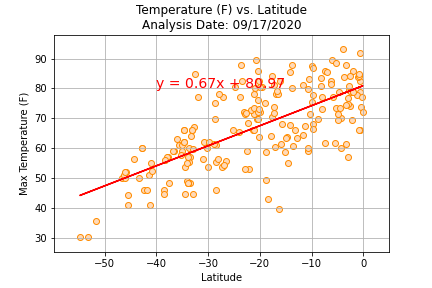 Temperature (F) vs. Latitude
Analysis Date: 09/17/2020
y = 0.67x + 80.97
Max Temperature (F)
90
80
70
60
50
40
30
−50
−40
−30
−20
−10
0
Latitude